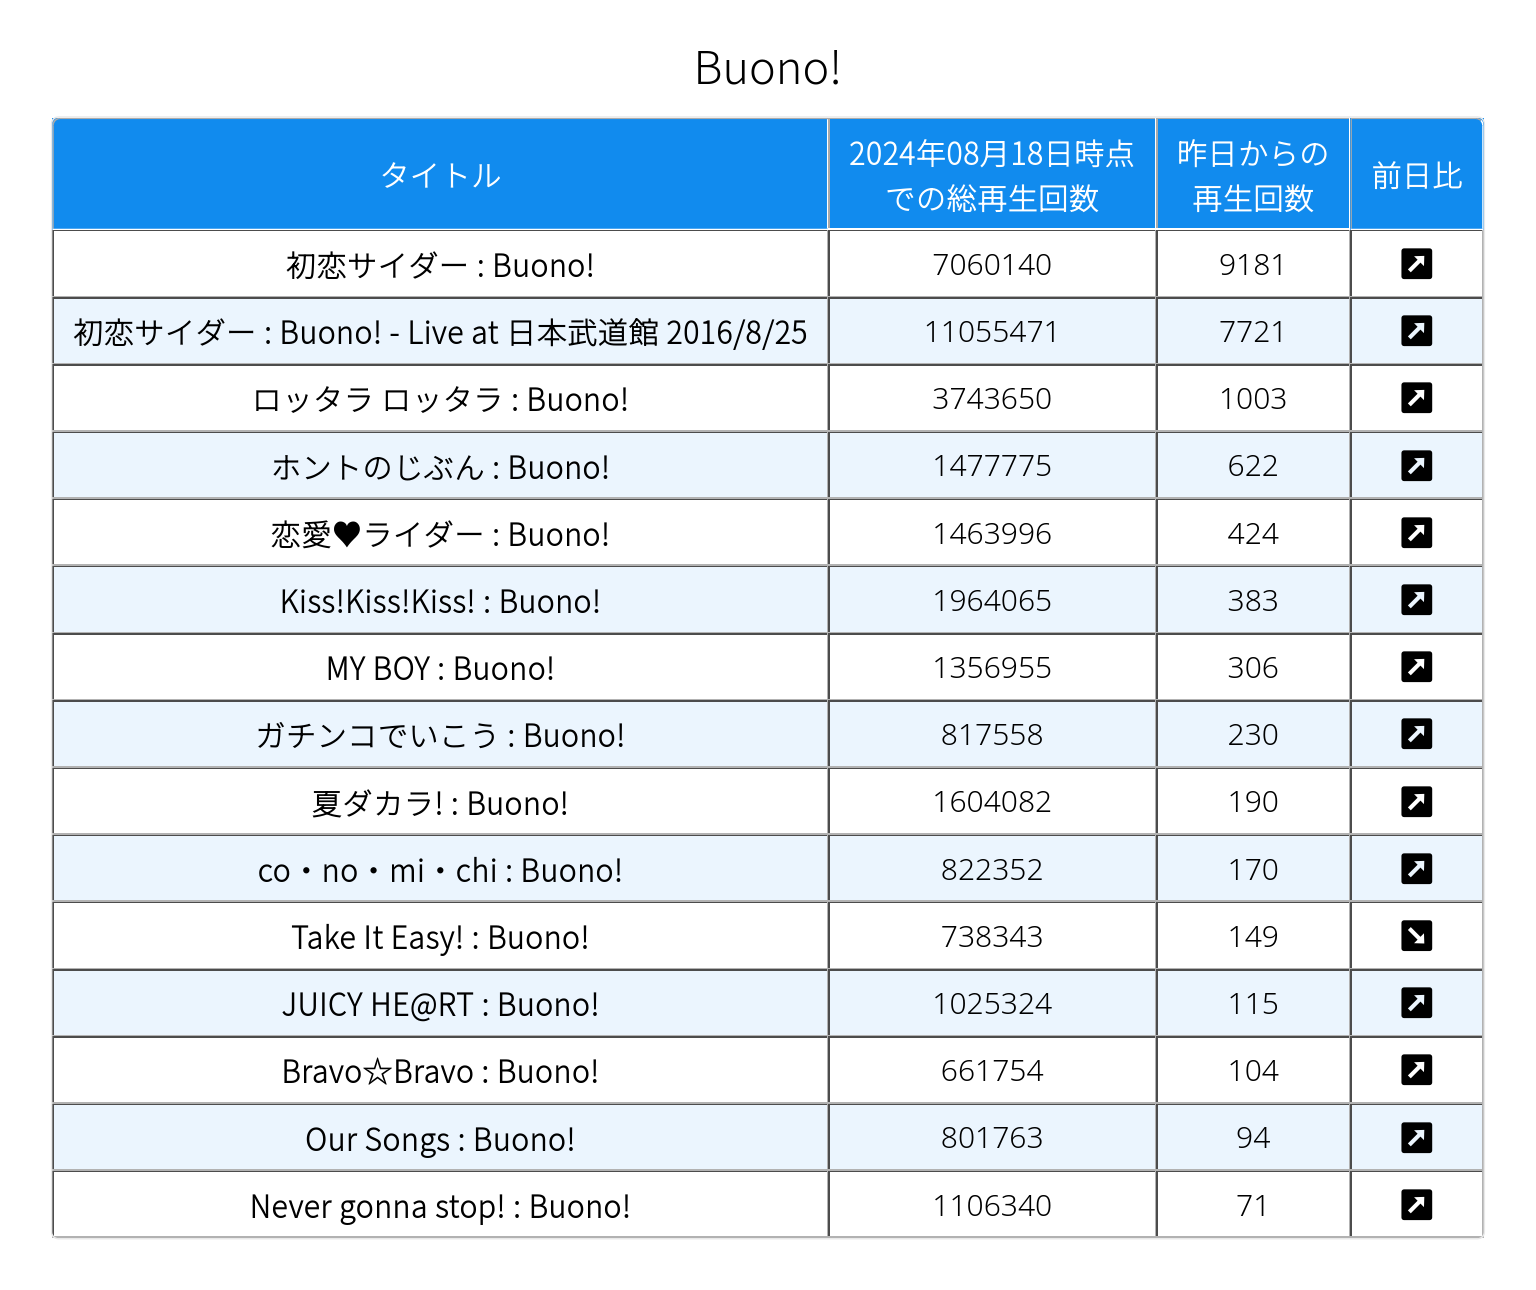 Buono!
タイトル 2024年08月18日時点 昨日からの 前日比
での総再生回数 再生回数
初恋サイダー : Buono! 7060140 9181 ↗
初恋サイダー : Buono! - Live at 日本武道館 2016/8/25 11055471 7721 ↗
ロッタラ ロッタラ : Buono! 3743650 1003 ↗
ホントのじぶん : Buono! 1477775 622 ↗
恋愛♥ライダー : Buono! 1463996 424 ↗
Kiss!Kiss!Kiss! : Buono! 1964065 383 ↗
MY BOY : Buono! 1356955 306 ↗
ガチンコでいこう : Buono! 817558 230 ↗
夏ダカラ! : Buono! 1604082 190 ↗
co・no・mi・chi : Buono! 822352 170 ↗
Take It Easy! : Buono! 738343 149 ↘
JUICY HE@RT : Buono! 1025324 115 ↗
Bravo☆Bravo : Buono! 661754 104 ↗
Our Songs : Buono! 801763 94 ↗
Never gonna stop! : Buono! 1106340 71 ↗